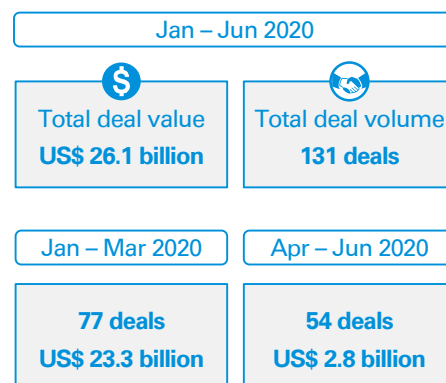 Jan – Jun 2020
$
Total deal value
US$ 26.1 billion
Total deal volume
131 deals
Jan – Mar 2020
77 deals
US$ 23.3 billion
Apr – Jun 2020
54 deals
US$ 2.8 billion